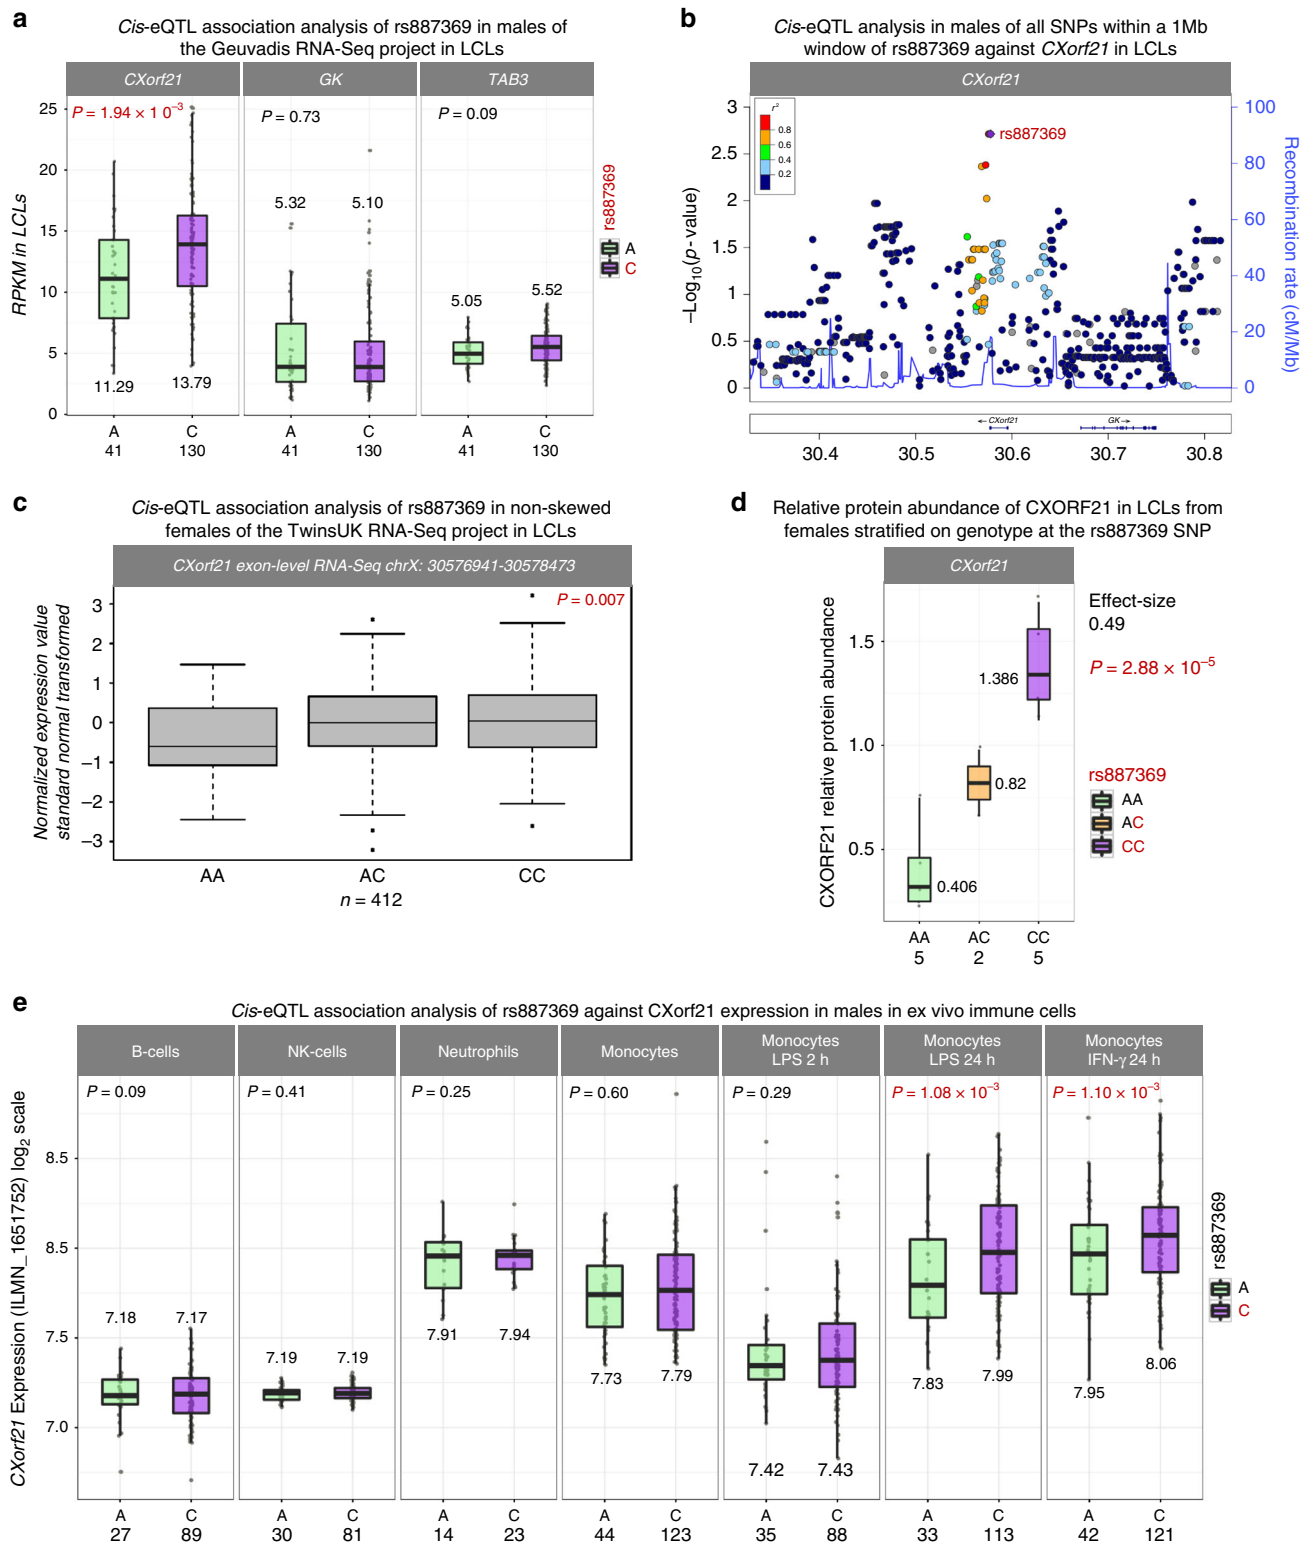 a
Cis-eQTL association analysis of rs887369 in males of
the Geuvadis RNA-Seq project in LCLs
CXorf21
GK
TAB3
P = 1.94 × 1 0⁻³
P = 0.73
P = 0.09
RPKM in LCLs
25
20
15
10
5
0
11.29
13.79
5.32
5.10
5.05
5.52
A
C
A
C
A
C
41
130
41
130
41
130
rs887369
A
C
b
Cis-eQTL analysis in males of all SNPs within a 1Mb
window of rs887369 against CXorf21 in LCLs
CXorf21
r²
0.8
0.6
0.4
0.2
rs887369
–Log₁₀(p-value)
3
2.5
2
1.5
1
0.5
0
100
80
60
40
20
0
Recombination rate (cM/Mb)
←CXorf21
GK→
30.4
30.5
30.6
30.7
30.8
c
Cis-eQTL association analysis of rs887369 in non-skewed
females of the TwinsUK RNA-Seq project in LCLs
CXorf21 exon-level RNA-Seq chrX: 30576941-30578473
P = 0.007
Normalized expression value
standard normal transformed
3
2
1
0
–1
–2
–3
AA
AC
CC
n = 412
d
Relative protein abundance of CXORF21 in LCLs from
females stratified on genotype at the rs887369 SNP
CXorf21
CXORF21 relative protein abundance
1.5
1.0
0.5
0.406
0.82
1.386
AA
AC
CC
5
2
5
Effect-size
0.49
P = 2.88 × 10⁻⁵
rs887369
AA
AC
CC
e
Cis-eQTL association analysis of rs887369 against CXorf21 expression in males in ex vivo immune cells
B-cells
NK-cells
Neutrophils
Monocytes
Monocytes
LPS 2 h
Monocytes
LPS 24 h
Monocytes
IFN-γ 24 h
P = 0.09
P = 0.41
P = 0.25
P = 0.60
P = 0.29
P = 1.08 × 10⁻³
P = 1.10 × 10⁻³
CXorf21 Expression (ILMN_1651752) log₂ scale
8.5
8.5
7.5
7.0
7.18
7.17
7.19
7.19
7.91
7.94
7.73
7.79
7.42
7.43
7.83
7.99
7.95
8.06
A
C
A
C
A
C
A
C
A
C
A
C
A
C
27
89
30
81
14
23
44
123
35
88
33
113
42
121
rs887369
A
C